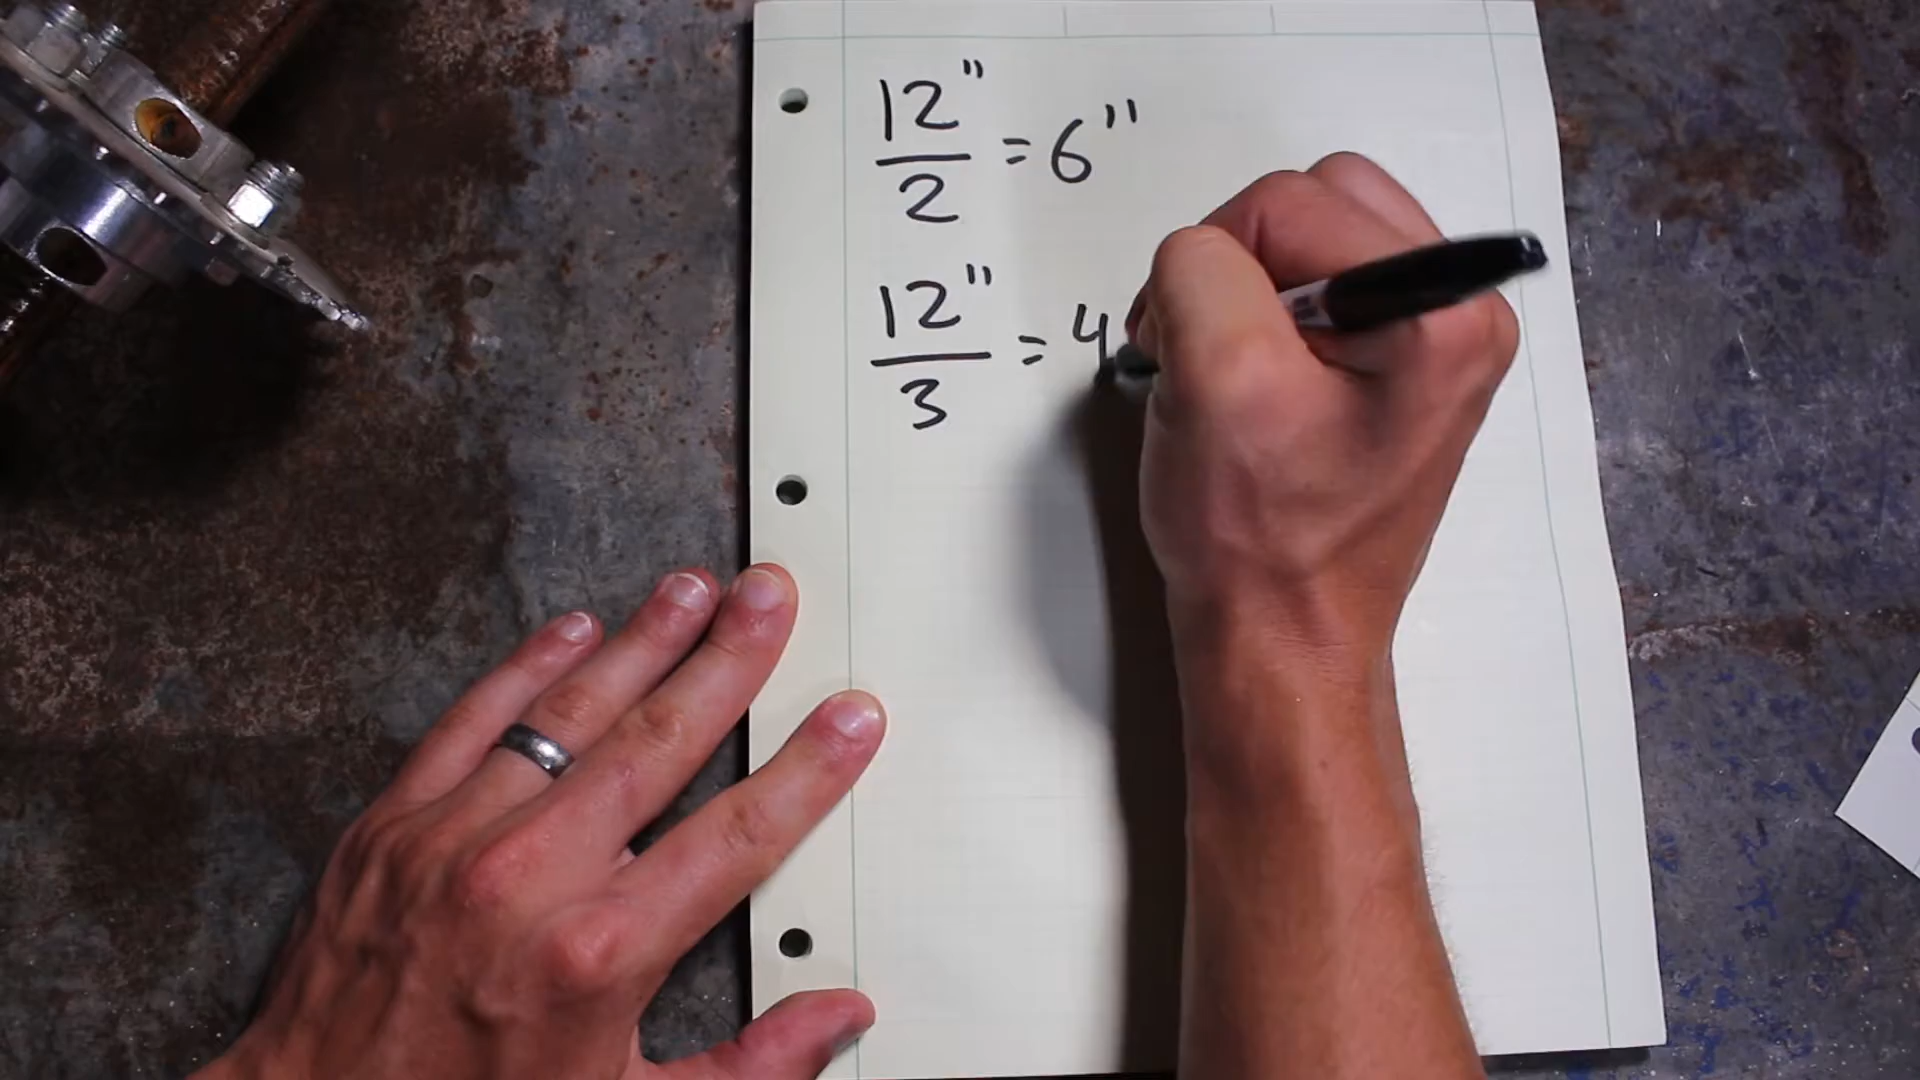 12"/2 = 6"
12"/3 = 4